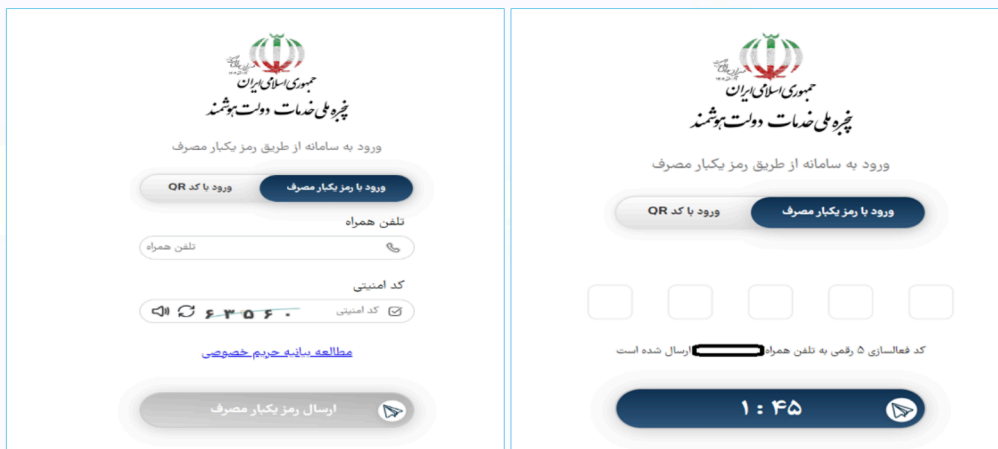 جمهوری اسلامی ایران
پنجره ملی خدمات دولت هوشمند
ورود به سامانه از طریق رمز یکبار مصرف
ورود با رمز یکبار مصرف
ورود با کد QR
تلفن همراه
تلفن همراه
کد امنیتی
کد امنیتی ۶۳۵۶۰
مطالعه بیانیه حریم خصوصی
ارسال رمز یکبار مصرف
جمهوری اسلامی ایران
پنجره ملی خدمات دولت هوشمند
ورود به سامانه از طریق رمز یکبار مصرف
ورود با رمز یکبار مصرف
ورود با کد QR
کد فعالسازی ۵ رقمی به تلفن همراه ارسال شده است
۱ : ۴۵